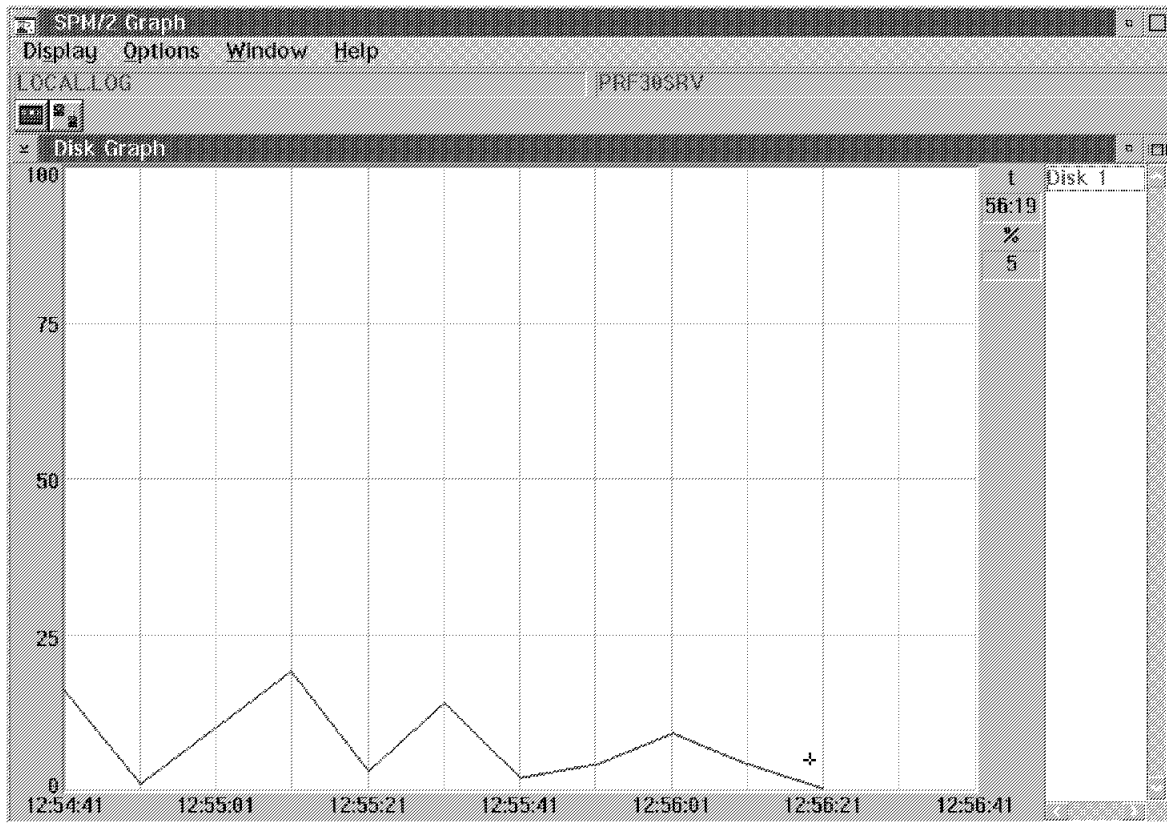 SPM/2 Graph
Display Options Window Help
LOCAL.LOG PRF30SRV
Disk Graph
100 t Disk 1
56:19
%
5
75
50
25
0
12:54:41 12:55:01 12:55:21 12:55:41 12:56:01 12:56:21 12:56:41